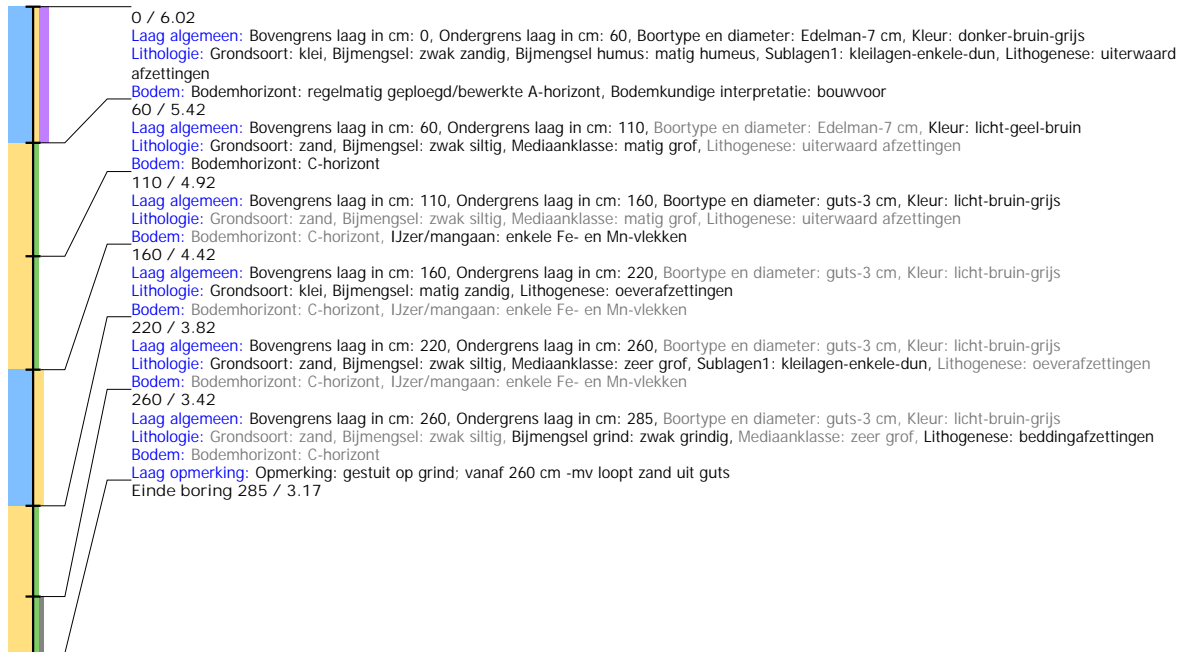 0 / 6.02
Laag algemeen: Bovengrens laag in cm: 0, Ondergrens laag in cm: 60, Boortype en diameter: Edelman-7 cm, Kleur: donker-bruin-grijs
Lithologie: Grondsoort: klei, Bijmengsel: zwak zandig, Bijmengsel humus: matig humeus, Sublagen1: kleilagen-enkele-dun, Lithogenese: uiterwaard
afzettingen
Bodem: Bodemhorizont: regelmatig geploegd/bewerkte A-horizont, Bodemkundige interpretatie: bouwvoor
60 / 5.42
Laag algemeen: Bovengrens laag in cm: 60, Ondergrens laag in cm: 110, Boortype en diameter: Edelman-7 cm, Kleur: licht-geel-bruin
Lithologie: Grondsoort: zand, Bijmengsel: zwak siltig, Mediaanklasse: matig grof, Lithogenese: uiterwaard afzettingen
Bodem: Bodemhorizont: C-horizont
110 / 4.92
Laag algemeen: Bovengrens laag in cm: 110, Ondergrens laag in cm: 160, Boortype en diameter: guts-3 cm, Kleur: licht-bruin-grijs
Lithologie: Grondsoort: zand, Bijmengsel: zwak siltig, Mediaanklasse: matig grof, Lithogenese: uiterwaard afzettingen
Bodem: Bodemhorizont: C-horizont, IJzer/mangaan: enkele Fe- en Mn-vlekken
160 / 4.42
Laag algemeen: Bovengrens laag in cm: 160, Ondergrens laag in cm: 220, Boortype en diameter: guts-3 cm, Kleur: licht-bruin-grijs
Lithologie: Grondsoort: klei, Bijmengsel: matig zandig, Lithogenese: oeverafzettingen
Bodem: Bodemhorizont: C-horizont, IJzer/mangaan: enkele Fe- en Mn-vlekken
220 / 3.82
Laag algemeen: Bovengrens laag in cm: 220, Ondergrens laag in cm: 260, Boortype en diameter: guts-3 cm, Kleur: licht-bruin-grijs
Lithologie: Grondsoort: zand, Bijmengsel: zwak siltig, Mediaanklasse: zeer grof, Sublagen1: kleilagen-enkele-dun, Lithogenese: oeverafzettingen
Bodem: Bodemhorizont: C-horizont, IJzer/mangaan: enkele Fe- en Mn-vlekken
260 / 3.42
Laag algemeen: Bovengrens laag in cm: 260, Ondergrens laag in cm: 285, Boortype en diameter: guts-3 cm, Kleur: licht-bruin-grijs
Lithologie: Grondsoort: zand, Bijmengsel: zwak siltig, Bijmengsel grind: zwak grindig, Mediaanklasse: zeer grof, Lithogenese: beddingafzettingen
Bodem: Bodemhorizont: C-horizont
Laag opmerking: Opmerking: gestuit op grind; vanaf 260 cm -mv loopt zand uit guts
Einde boring 285 / 3.17